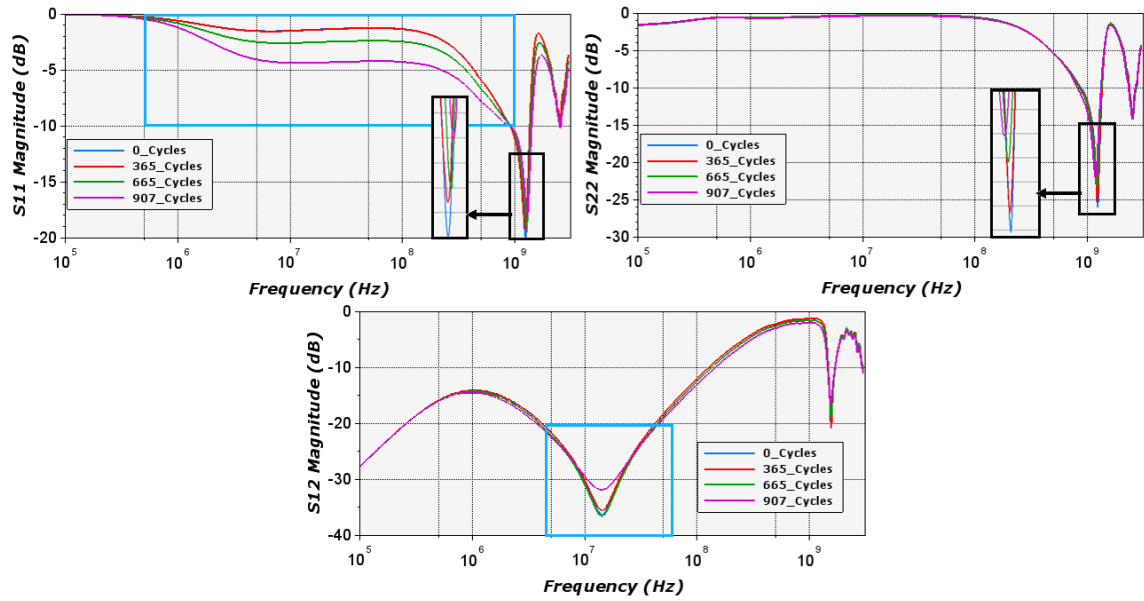 S11 Magnitude (dB)
0
-5
-10
-15
-20
0_Cycles
365_Cycles
665_Cycles
907_Cycles
10^5 10^6 10^7 10^8 10^9
Frequency (Hz)
S22 Magnitude (dB)
0
-5
-10
-15
-20
-25
-30
0_Cycles
365_Cycles
665_Cycles
907_Cycles
10^5 10^6 10^7 10^8 10^9
Frequency (Hz)
S12 Magnitude (dB)
0
-10
-20
-30
-40
0_Cycles
365_Cycles
665_Cycles
907_Cycles
10^5 10^6 10^7 10^8 10^9
Frequency (Hz)